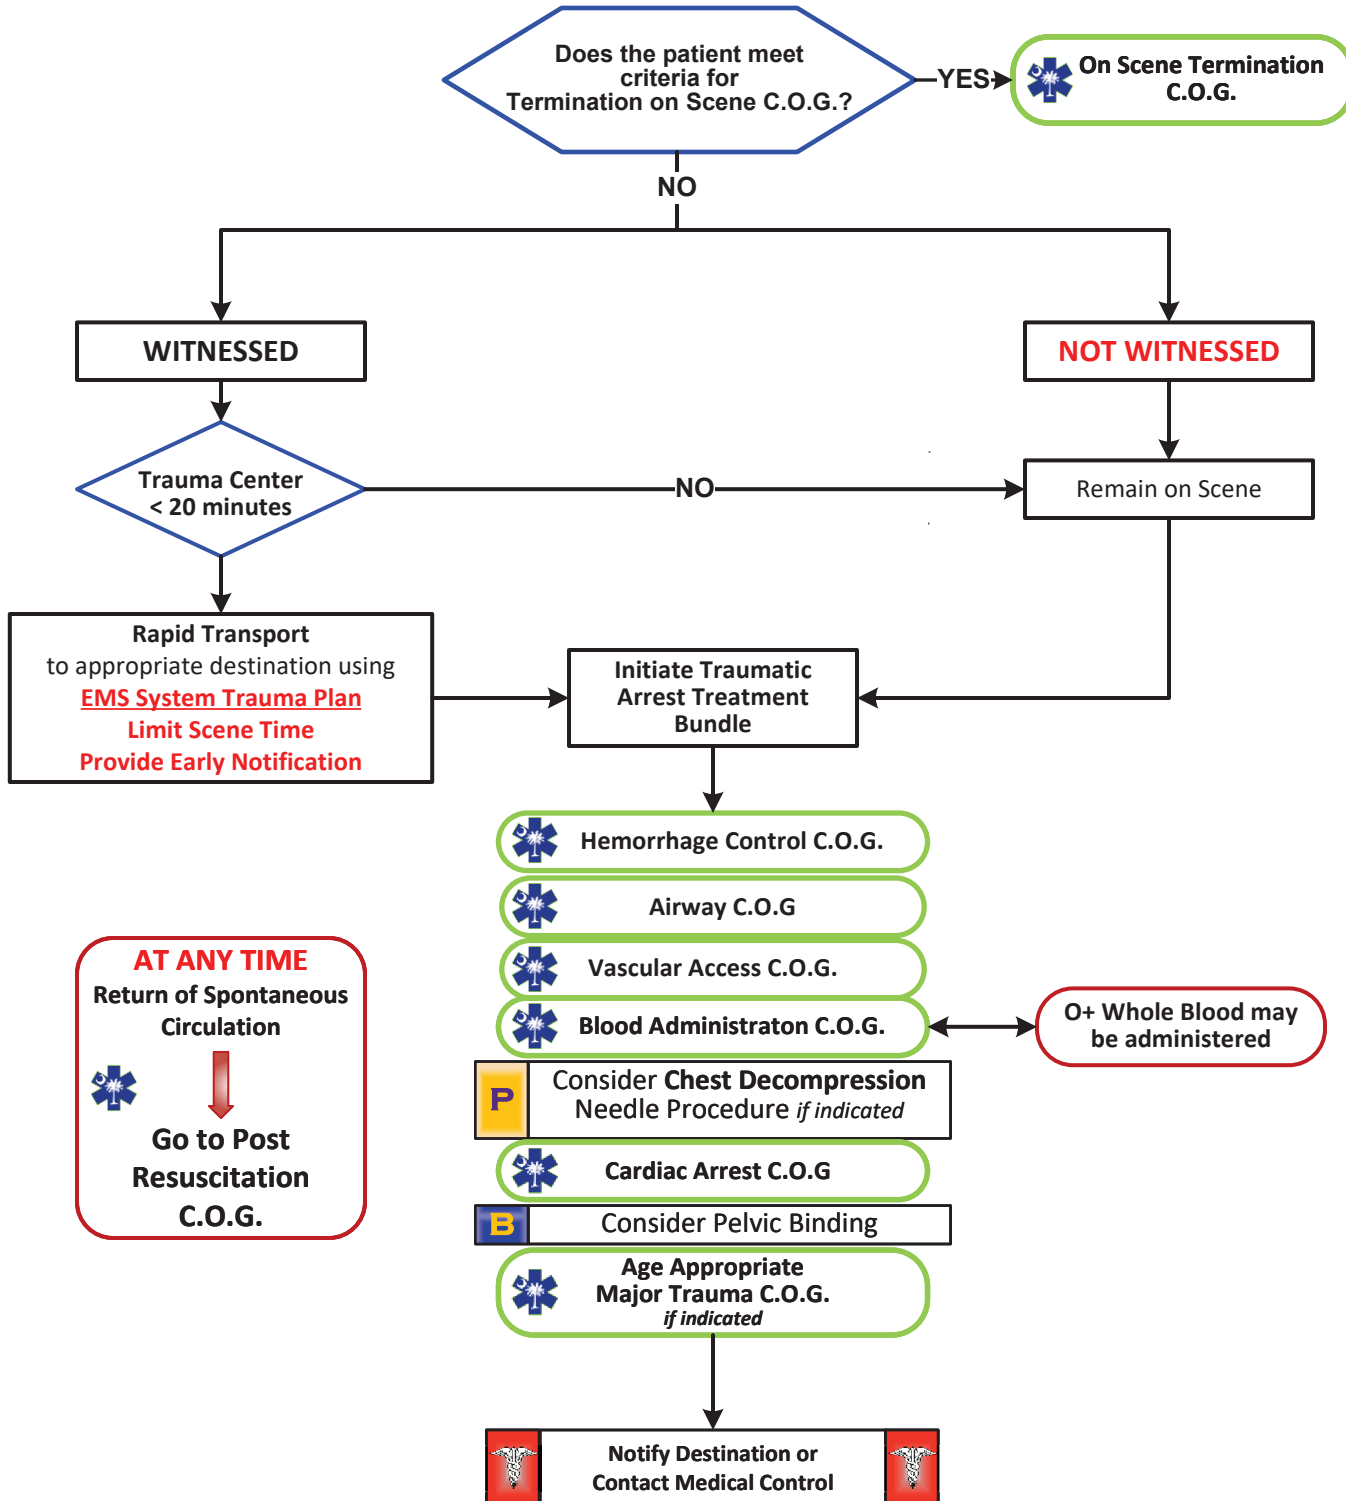 Does the patient meet
criteria for
Termination on Scene C.O.G.?
YES
On Scene Termination
C.O.G.
NO
WITNESSED
NOT WITNESSED
Trauma Center
< 20 minutes
NO
Remain on Scene
Rapid Transport
to appropriate destination using
EMS System Trauma Plan
Limit Scene Time
Provide Early Notification
Initiate Traumatic
Arrest Treatment
Bundle
Hemorrhage Control C.O.G.
Airway C.O.G
Vascular Access C.O.G.
Blood Administraton C.O.G.
O+ Whole Blood may
be administered
P
Consider Chest Decompression
Needle Procedure if indicated
Cardiac Arrest C.O.G
B
Consider Pelvic Binding
Age Appropriate
Major Trauma C.O.G.
if indicated
AT ANY TIME
Return of Spontaneous
Circulation
Go to Post
Resuscitation
C.O.G.
Notify Destination or
Contact Medical Control